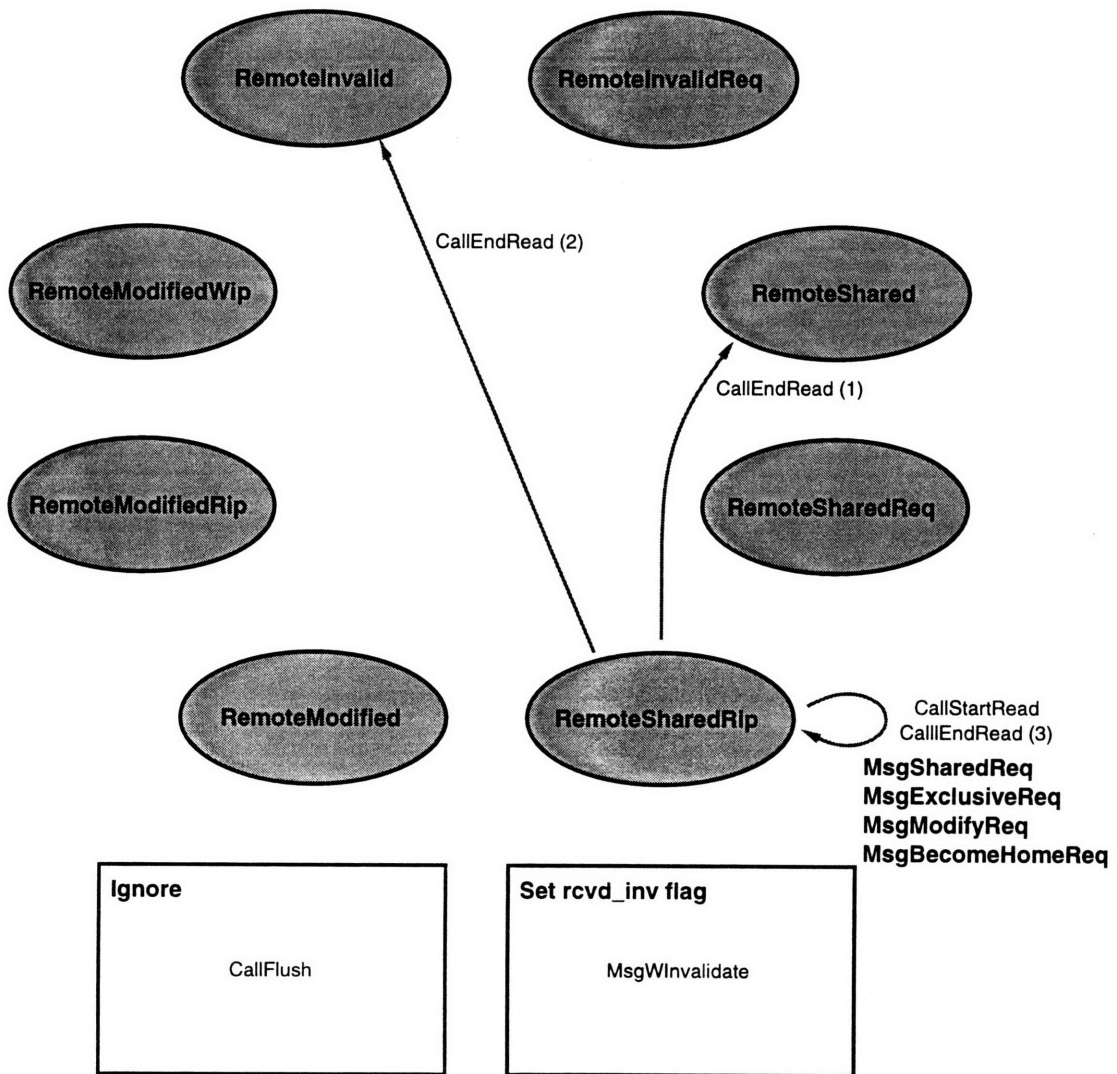 RemoteInvalid
RemoteInvalidReq
CallEndRead (2)
RemoteModifiedWip
RemoteShared
CallEndRead (1)
RemoteModifiedRip
RemoteSharedReq
RemoteModified
RemoteSharedRip
CallStartRead
CalllEndRead (3)
MsgSharedReq
MsgExclusiveReq
MsgModifyReq
MsgBecomeHomeReq
Ignore
CallFlush
Set rcvd_inv flag
MsgWInvalidate